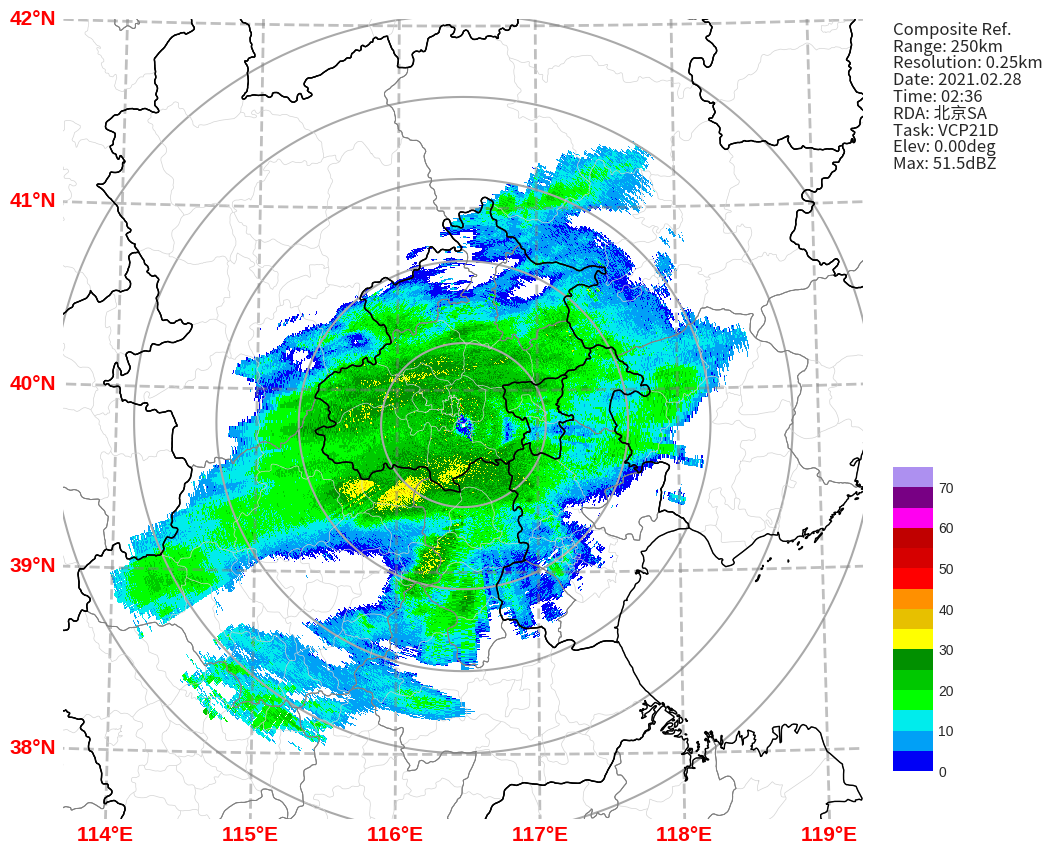 42°N
41°N
40°N
39°N
38°N
114°E
115°E
116°E
117°E
118°E
119°E
Composite Ref.
Range: 250km
Resolution: 0.25km
Date: 2021.02.28
Time: 02:36
RDA: 北京SA
Task: VCP21D
Elev: 0.00deg
Max: 51.5dBZ
70
60
50
40
30
20
10
0